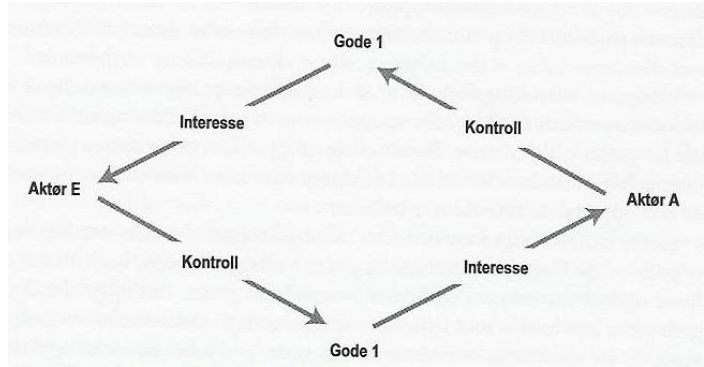 Gode 1
Interesse
Kontroll
Aktør E
Aktør A
Kontroll
Interesse
Gode 1